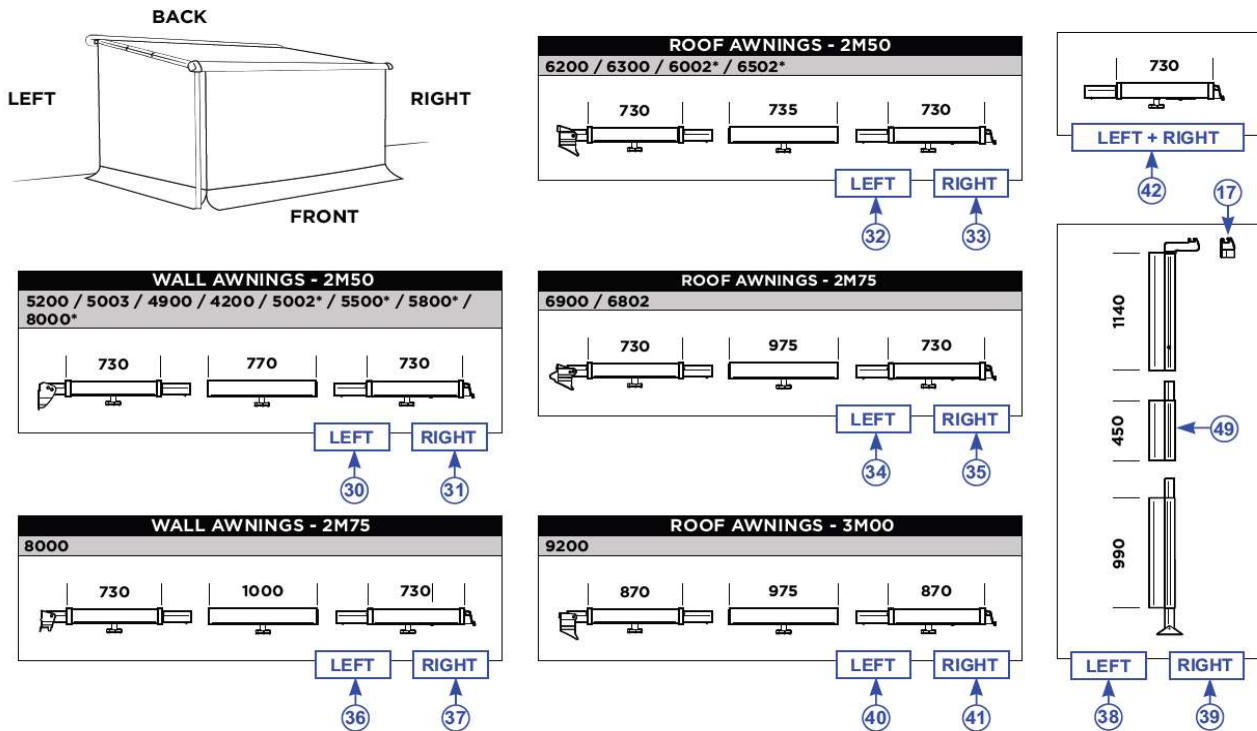 BACK
LEFT
RIGHT
FRONT
WALL AWNINGS - 2M50
5200 / 5003 / 4900 / 4200 / 5002* / 5500* / 5800* /
8000*
730 770 730
LEFT RIGHT
30 31
WALL AWNINGS - 2M75
8000
730 1000 730
LEFT RIGHT
36 37
ROOF AWNINGS - 2M50
6200 / 6300 / 6002* / 6502*
730 735 730
LEFT RIGHT
32 33
ROOF AWNINGS - 2M75
6900 / 6802
730 975 730
LEFT RIGHT
34 35
ROOF AWNINGS - 3M00
9200
870 975 870
LEFT RIGHT
40 41
730
LEFT + RIGHT
42
17
1140
450
49
990
LEFT RIGHT
38 39